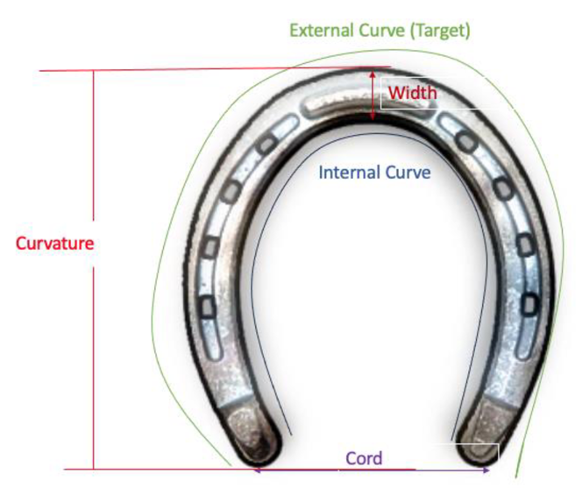 External Curve (Target)
Width
Internal Curve
Curvature
Cord